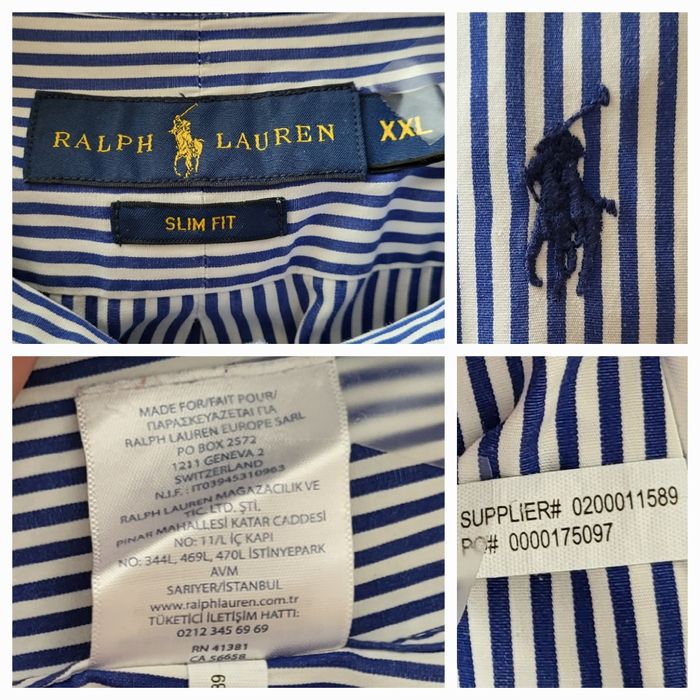 RALPH LAUREN
XXL
SLIM FIT
MADE FOR/FAIT POUR/
ΠΑΡΑΣΚΕΥΑΖΕΤΑΙ ΓΙΑ
RALPH LAUREN EUROPE SARL
PO BOX 2572
1211 GENEVA 2
SWITZERLAND
N.I.F. : IT03945310963
RALPH LAUREN MAGAZACILIK VE
TİC. LTD. ŞTİ.
PINAR MAHALLESİ KATAR CADDESİ
NO: 11/L İÇ KAPI
NO: 344L, 469L, 470L İSTİNYEPARK
AVM
SARIYER/İSTANBUL
www.ralphlauren.com.tr
TÜKETİCİ İLETİŞİM HATTI:
0212 345 69 69
RN 41381
CA 56658
SUPPLIER# 0200011589
PO# 0000175097